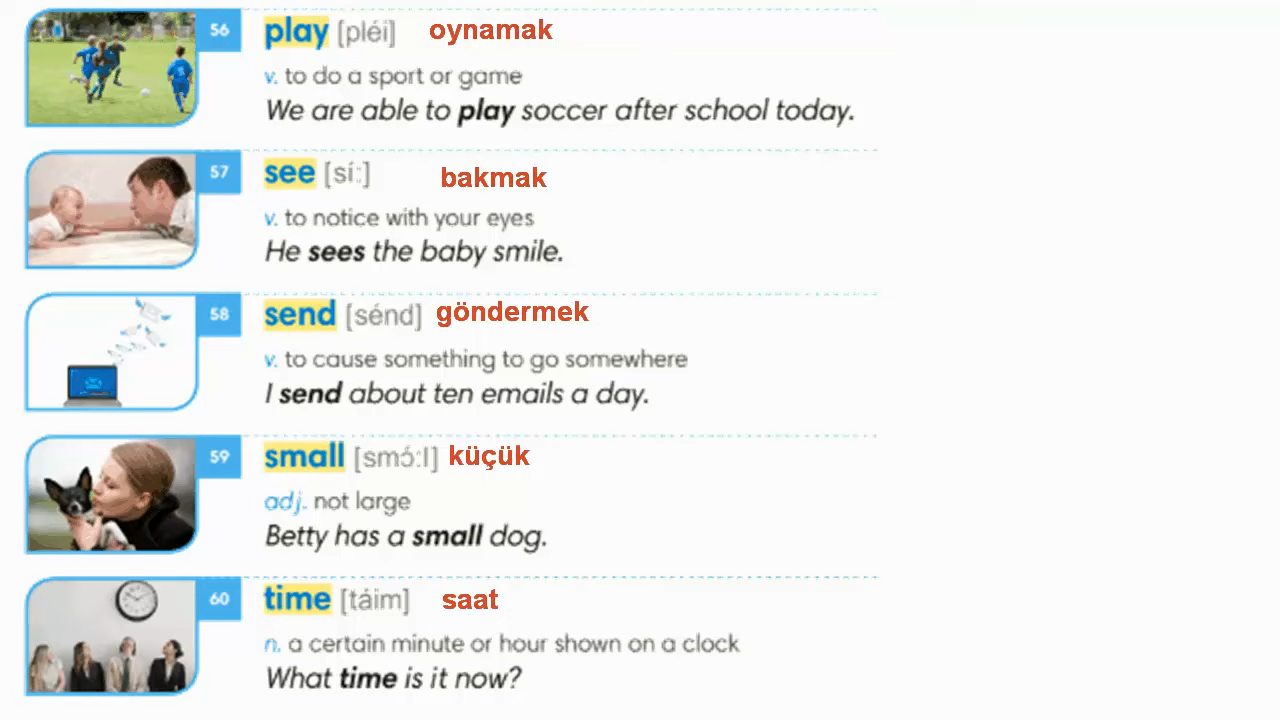 56 play [pléi] oynamak
v. to do a sport or game
We are able to play soccer after school today.
57 see [síː] bakmak
v. to notice with your eyes
He sees the baby smile.
58 send [sénd] göndermek
v. to cause something to go somewhere
I send about ten emails a day.
59 small [smɔ́ːl] küçük
adj. not large
Betty has a small dog.
60 time [táim] saat
n. a certain minute or hour shown on a clock
What time is it now?